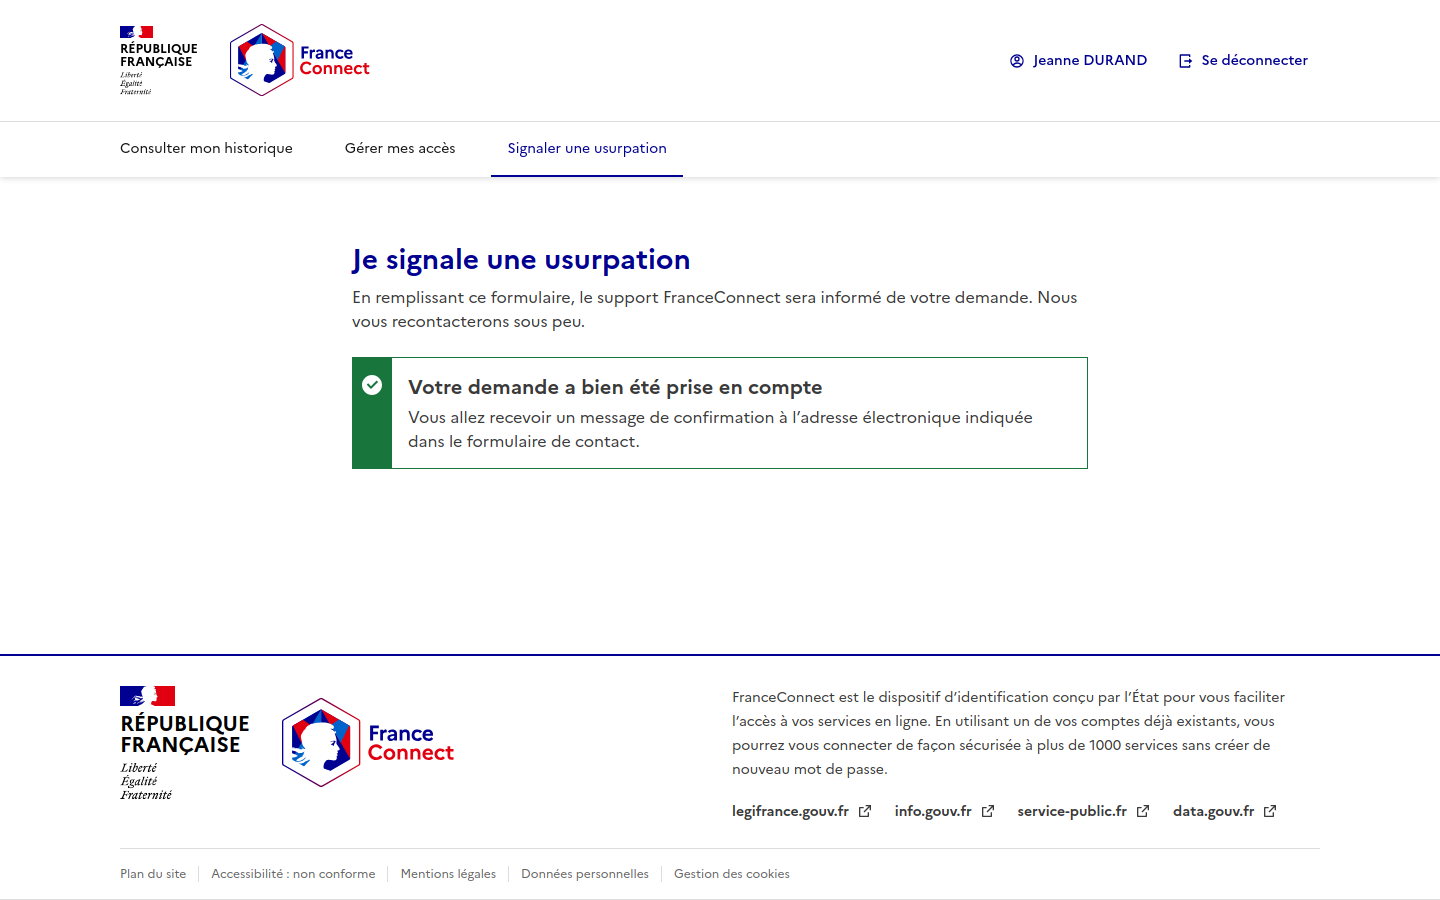 RÉPUBLIQUE
FRANÇAISE
Liberté
Égalité
Fraternité
France
Connect
Jeanne DURAND
Se déconnecter
Consulter mon historique
Gérer mes accès
Signaler une usurpation
Je signale une usurpation
En remplissant ce formulaire, le support FranceConnect sera informé de votre demande. Nous
vous recontacterons sous peu.
Votre demande a bien été prise en compte
Vous allez recevoir un message de confirmation à l’adresse électronique indiquée
dans le formulaire de contact.
RÉPUBLIQUE
FRANÇAISE
Liberté
Égalité
Fraternité
France
Connect
FranceConnect est le dispositif d’identification conçu par l’État pour vous faciliter
l’accès à vos services en ligne. En utilisant un de vos comptes déjà existants, vous
pourrez vous connecter de façon sécurisée à plus de 1000 services sans créer de
nouveau mot de passe.
legifrance.gouv.fr
info.gouv.fr
service-public.fr
data.gouv.fr
Plan du site
Accessibilité : non conforme
Mentions légales
Données personnelles
Gestion des cookies